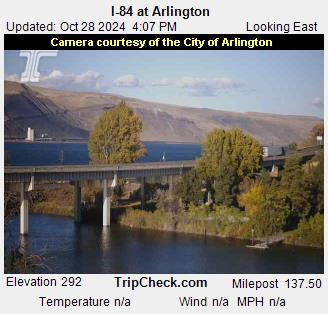 I-84 at Arlington
Updated: Oct 28 2024 4:07 PM Looking East
Camera courtesy of the City of Arlington
Elevation 292 TripCheck.com Milepost 137.50
Temperature n/a Wind n/a MPH n/a